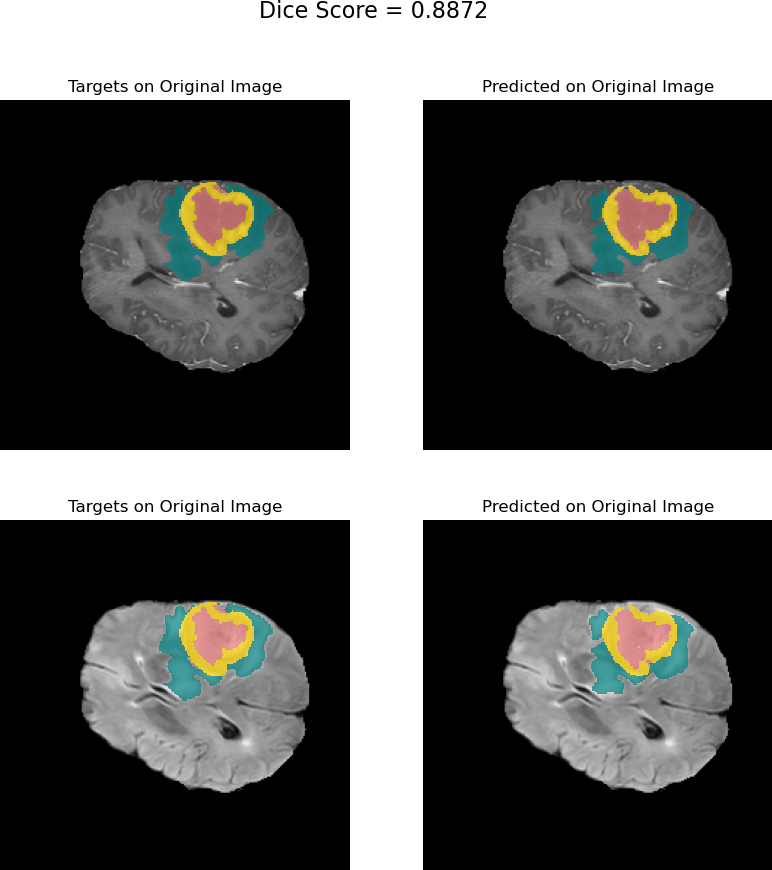 Dice Score = 0.8872
Targets on Original Image
Predicted on Original Image
Targets on Original Image
Predicted on Original Image